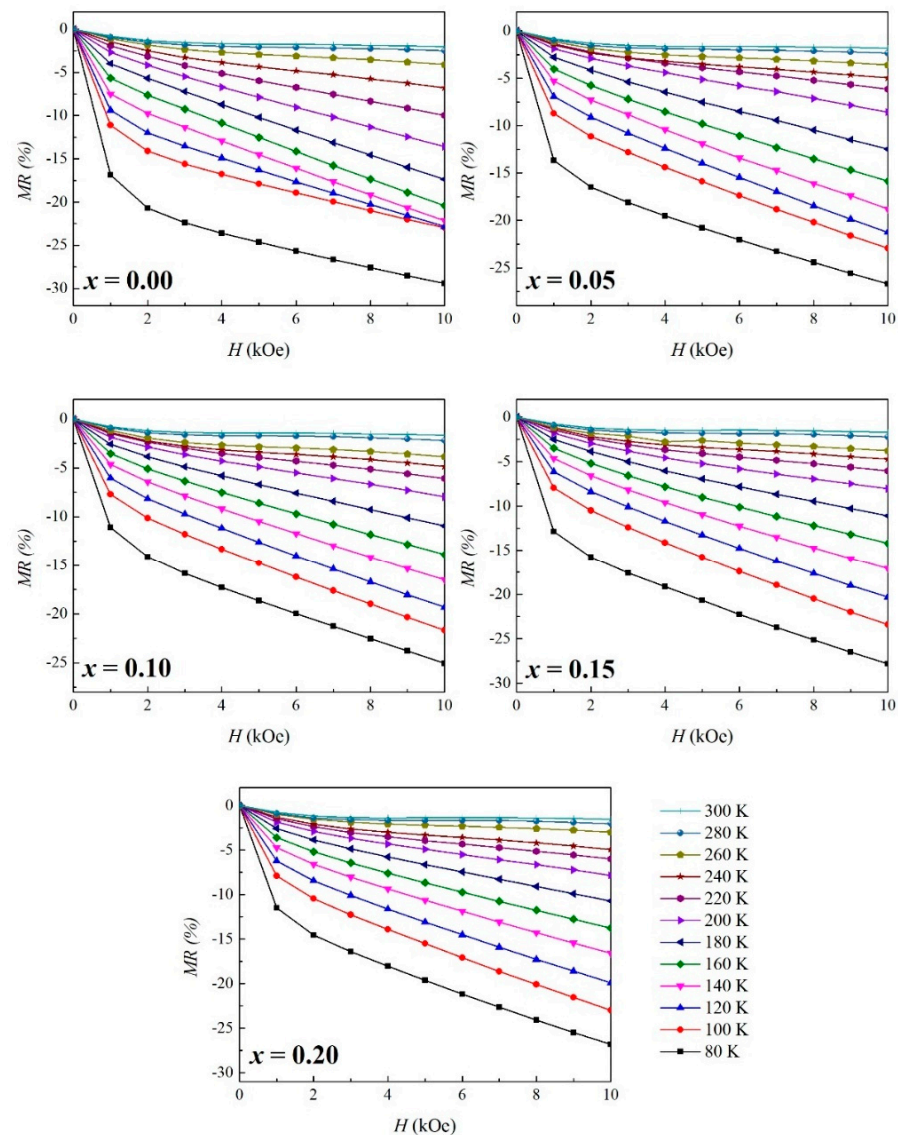 0
-5
-10
-15
-20
-25
-30
MR (%)
x = 0.00
0 2 4 6 8 10
H (kOe)
0
-5
-10
-15
-20
-25
MR (%)
x = 0.05
0 2 4 6 8 10
H (kOe)
0
-5
-10
-15
-20
-25
MR (%)
x = 0.10
0 2 4 6 8 10
H (kOe)
0
-5
-10
-15
-20
-25
-30
MR (%)
x = 0.15
0 2 4 6 8 10
H (kOe)
0
-5
-10
-15
-20
-25
-30
MR (%)
x = 0.20
0 2 4 6 8 10
H (kOe)
300 K
280 K
260 K
240 K
220 K
200 K
180 K
160 K
140 K
120 K
100 K
80 K